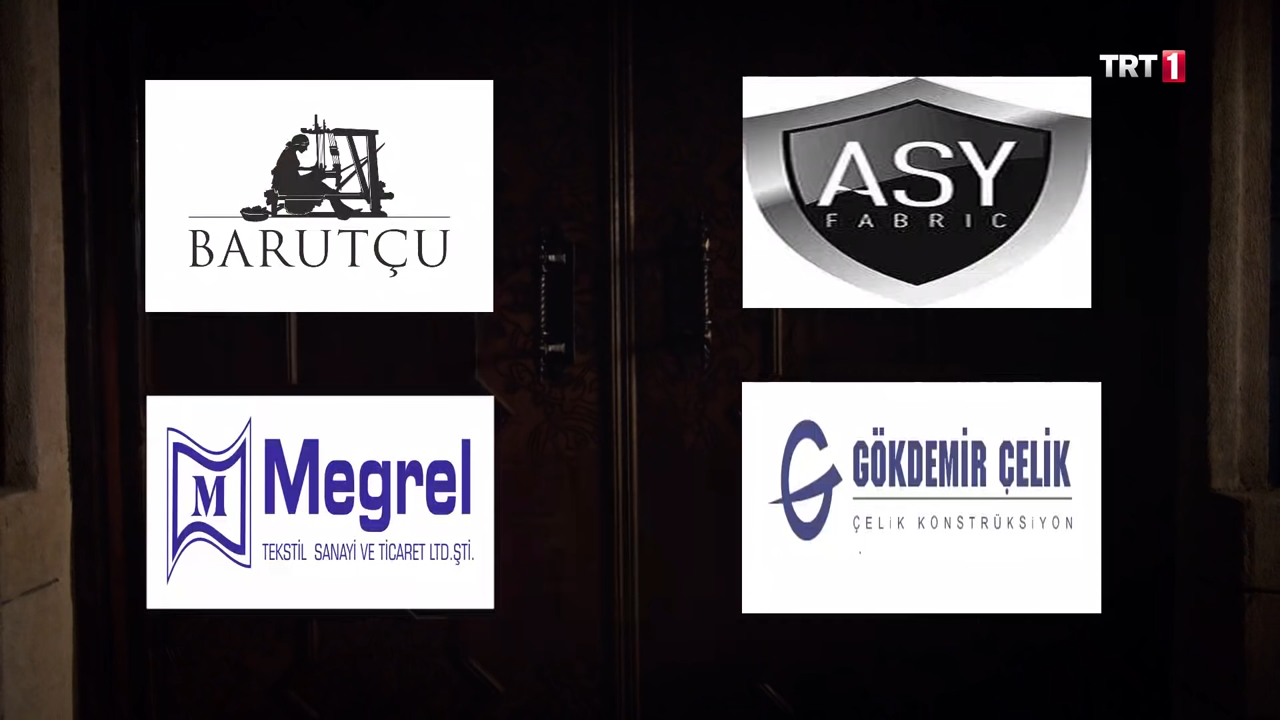 TRT 1
BARUTÇU
ASY
FABRIC
M
Megrel
TEKSTİL SANAYİ VE TİCARET LTD.ŞTİ.
GÖKDEMİR ÇELİK
ÇELİK KONSTRÜKSİYON